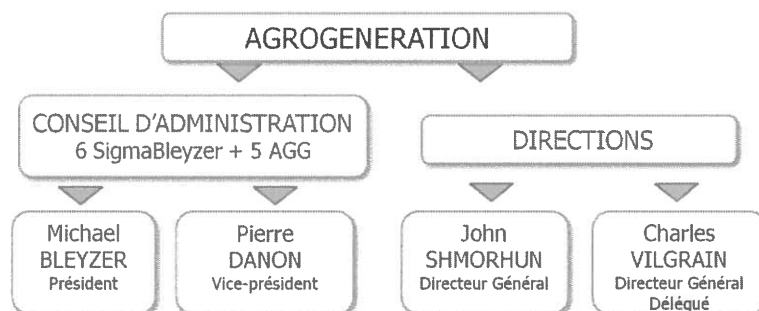 AGROGENERATION
CONSEIL D'ADMINISTRATION
6 SigmaBleyzer + 5 AGG
DIRECTIONS
Michael
BLEYZER
Président
Pierre
DANON
Vice-président
John
SHMORHUN
Directeur Général
Charles
VILGRAIN
Directeur Général
Délégué